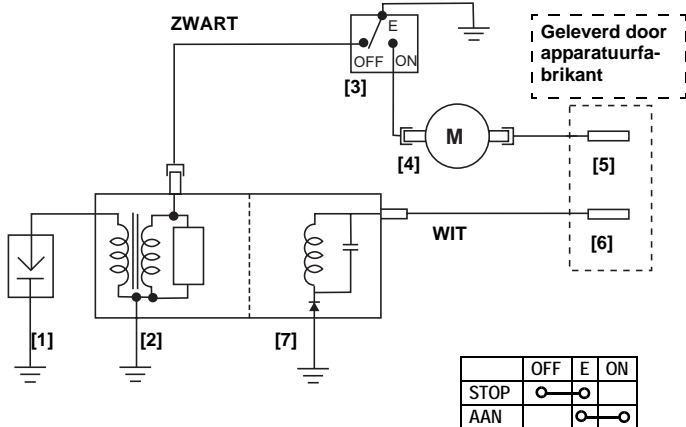 ZWART
E
OFF
ON
[3]
Geleverd door
apparatuurfa-
brikant
[4]
M
[5]
[6]
WIT
[1]
[2]
[7]
OFF E ON
STOP
AAN